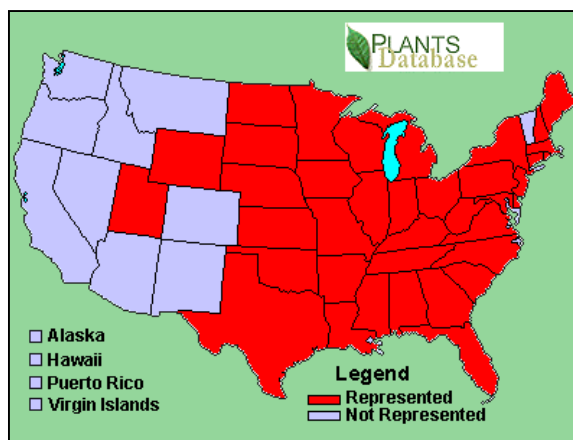 PLANTS
Database
Alaska
Hawaii
Puerto Rico
Virgin Islands
Legend
Represented
Not Represented